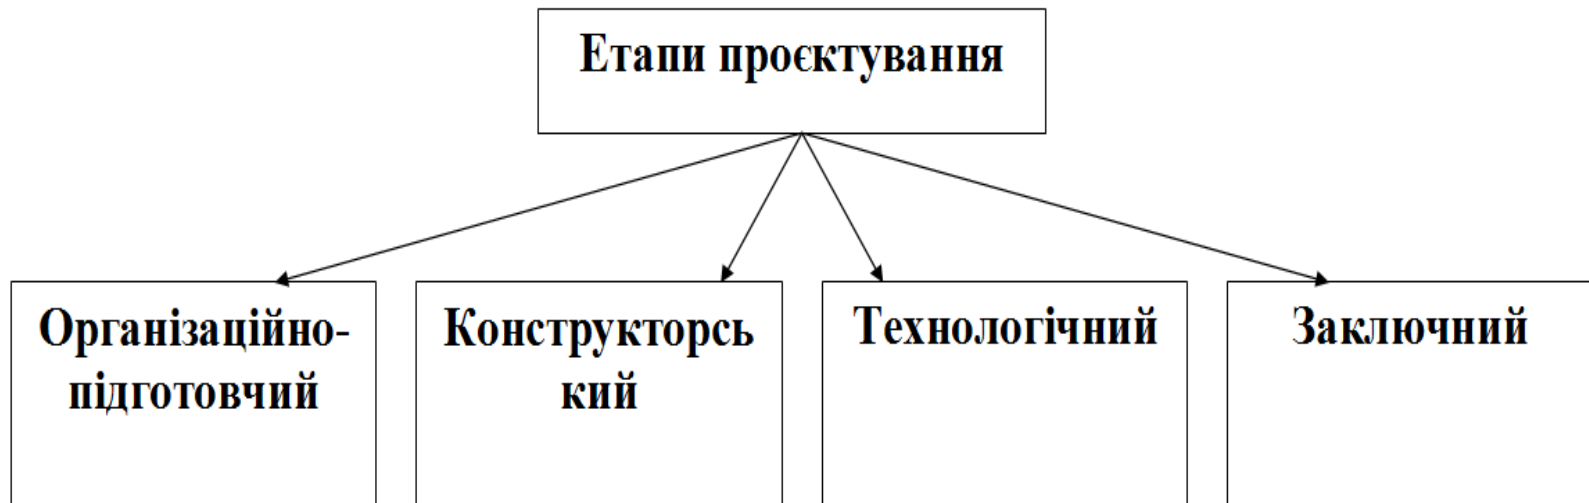 Етапи проєктування
Організаційно-
підготовчий
Конструкторсь
кий
Технологічний
Заключний